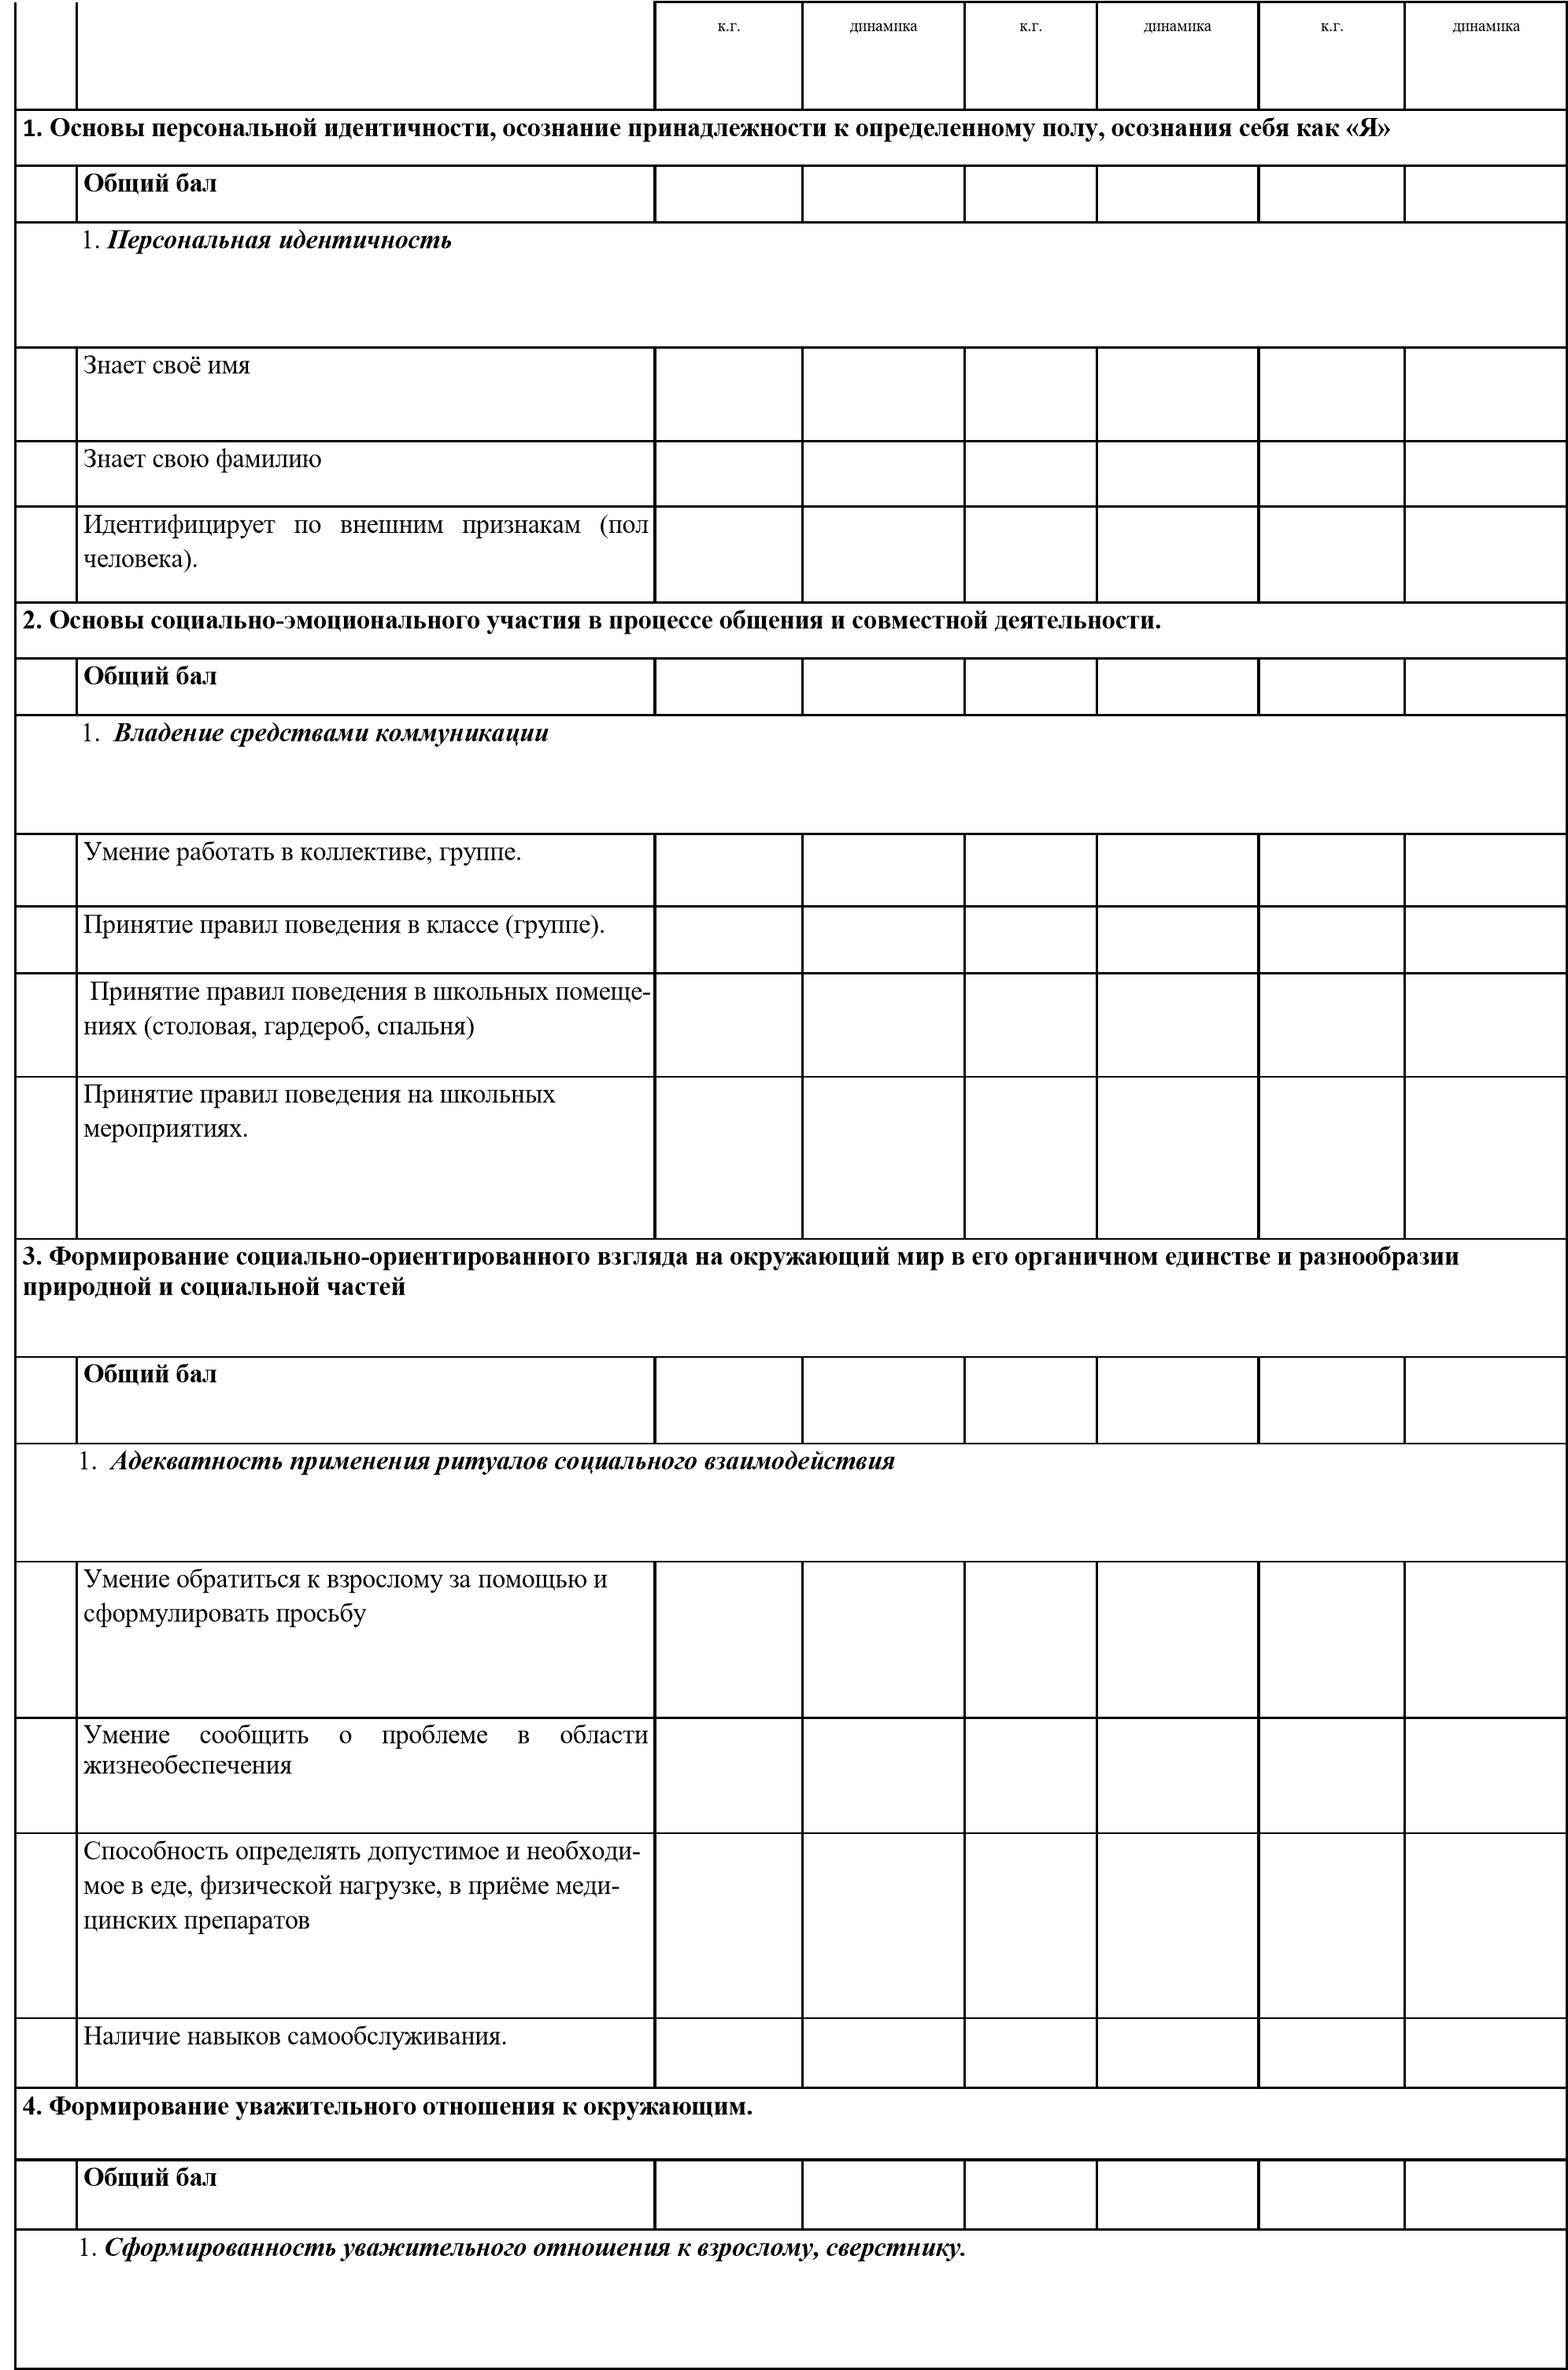 к.г. динамика к.г. динамика к.г. динамика
1. Основы персональной идентичности, осознание принадлежности к определенному полу, осознания себя как «Я»
Общий бал
1. Персональная идентичность
Знает своё имя
Знает свою фамилию
Идентифицирует по внешним признакам (пол
человека).
2. Основы социально-эмоционального участия в процессе общения и совместной деятельности.
Общий бал
1. Владение средствами коммуникации
Умение работать в коллективе, группе.
Принятие правил поведения в классе (группе).
Принятие правил поведения в школьных помеще-
ниях (столовая, гардероб, спальня)
Принятие правил поведения на школьных
мероприятиях.
3. Формирование социально-ориентированного взгляда на окружающий мир в его органичном единстве и разнообразии
природной и социальной частей
Общий бал
1. Адекватность применения ритуалов социального взаимодействия
Умение обратиться к взрослому за помощью и
сформулировать просьбу
Умение сообщить о проблеме в области
жизнеобеспечения
Способность определять допустимое и необходи-
мое в еде, физической нагрузке, в приёме меди-
цинских препаратов
Наличие навыков самообслуживания.
4. Формирование уважительного отношения к окружающим.
Общий бал
1. Сформированность уважительного отношения к взрослому, сверстнику.